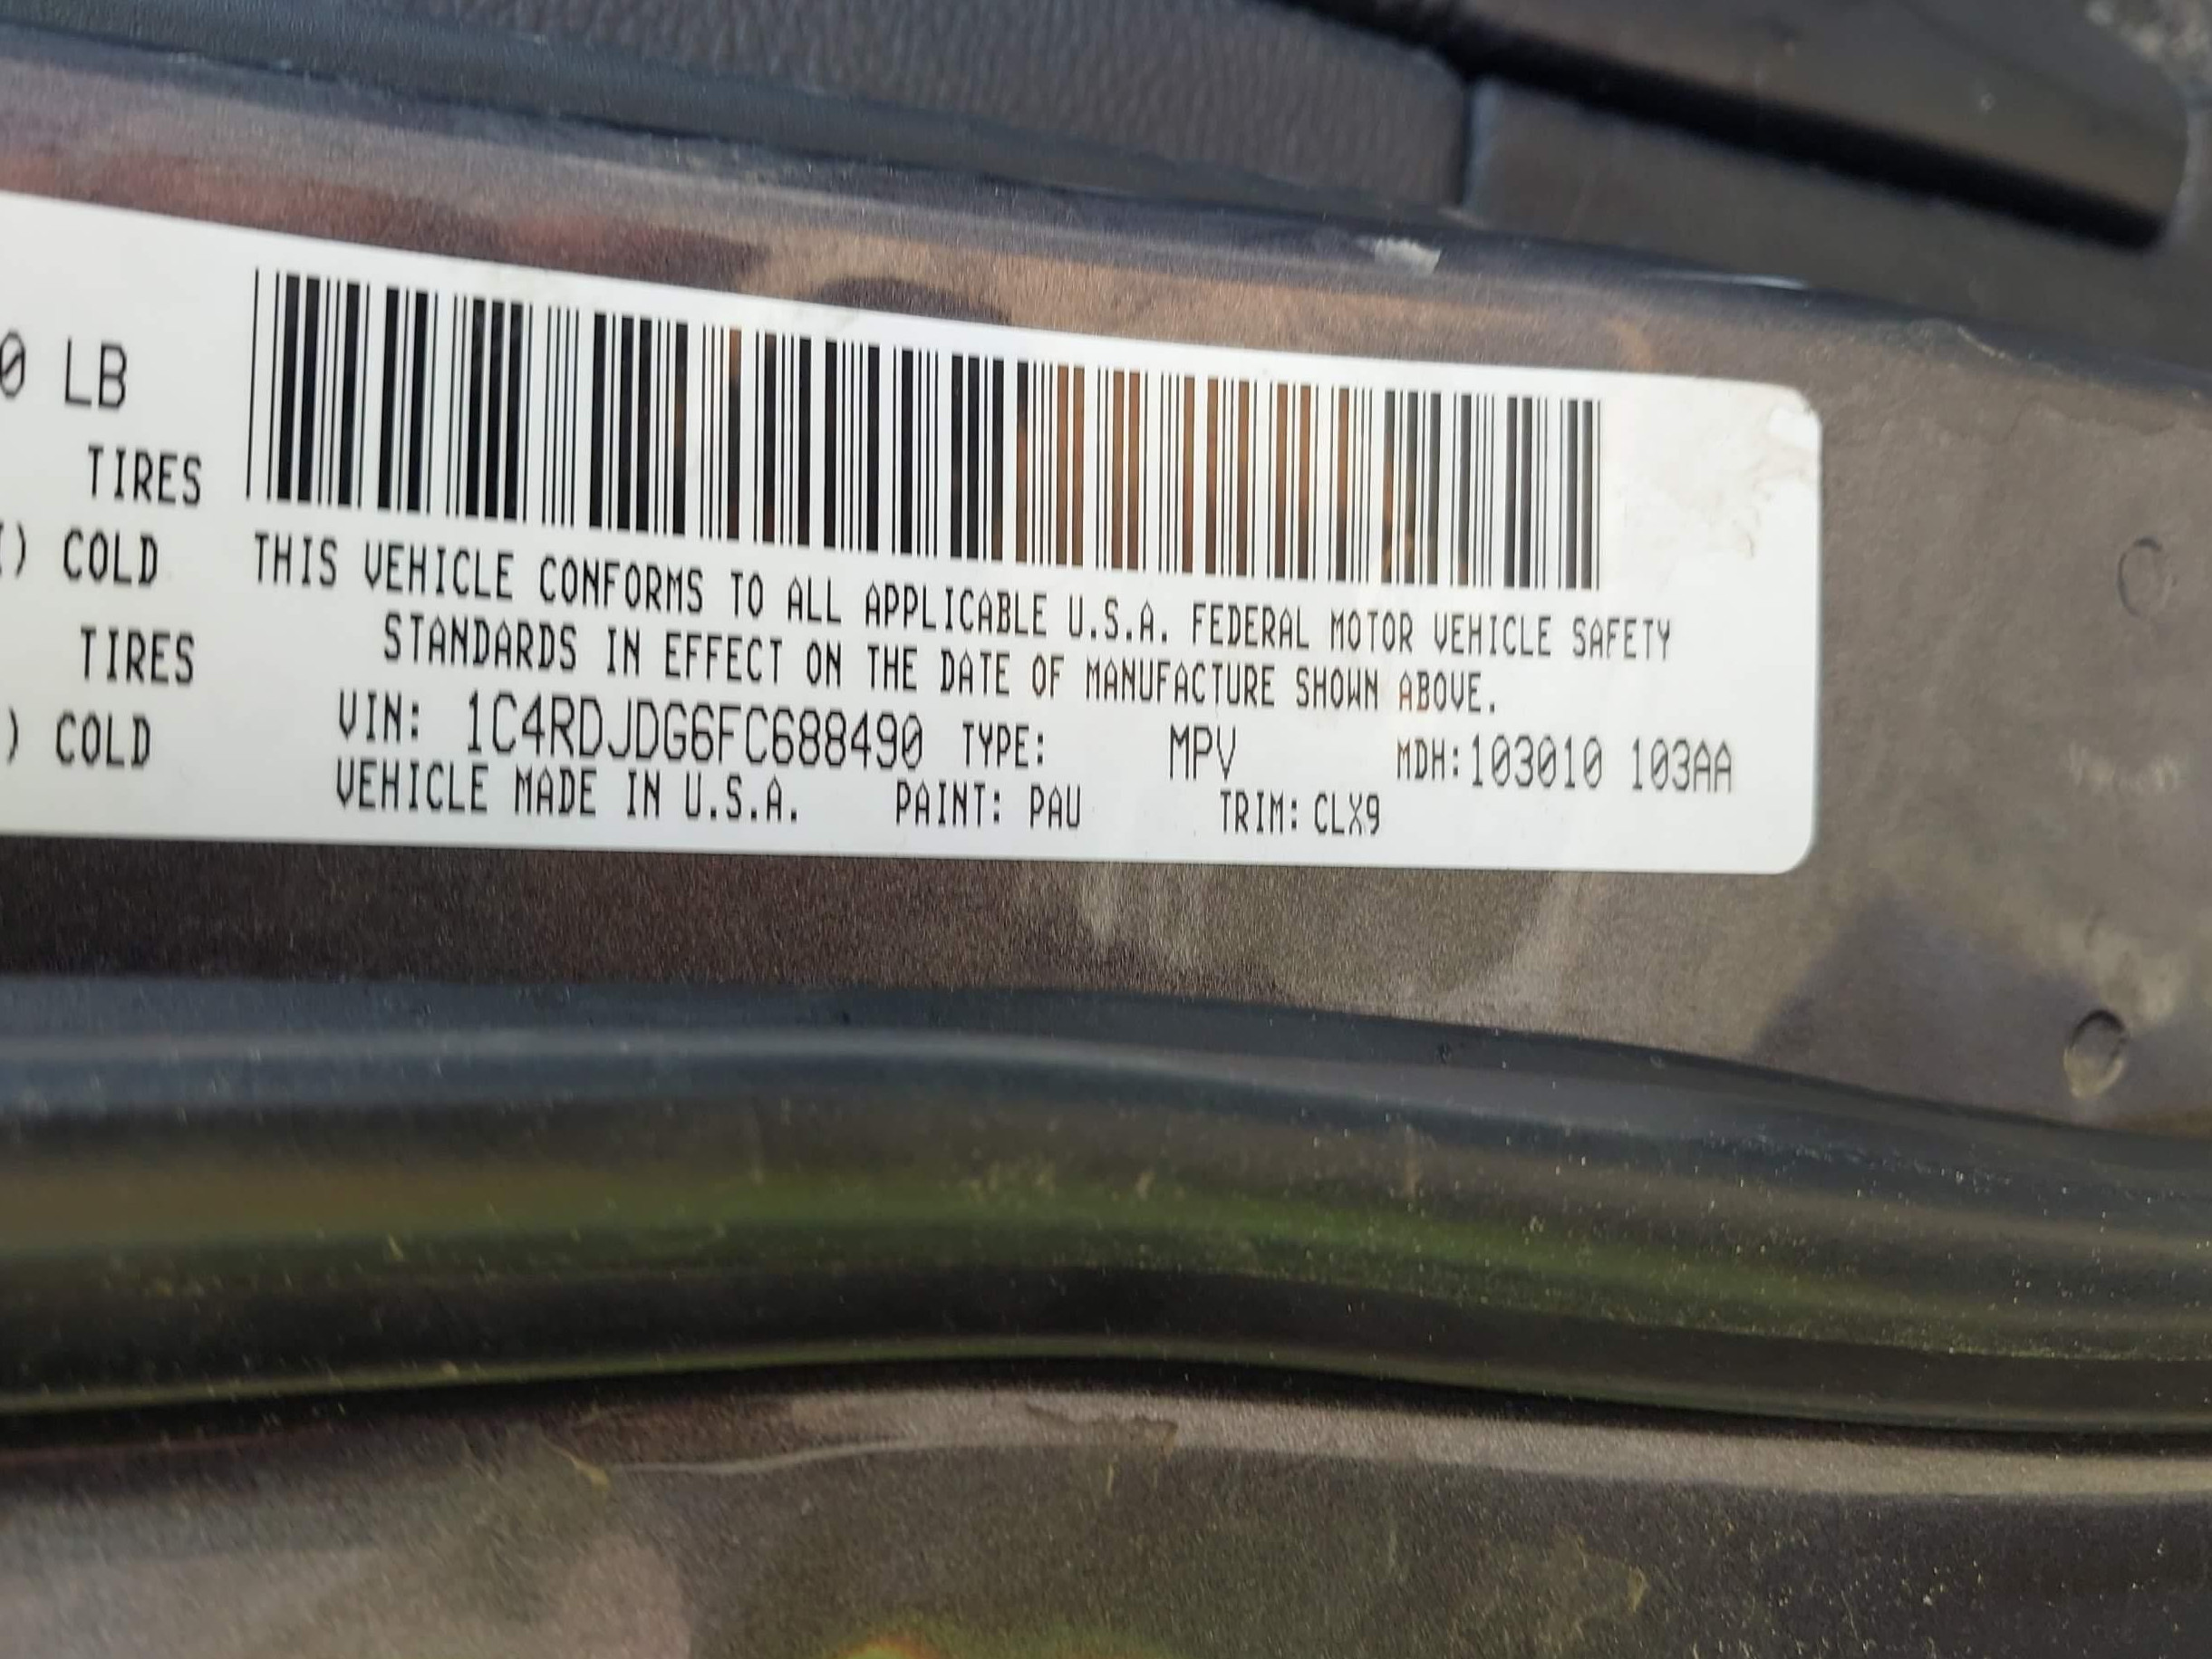 0 LB
TIRES
) COLD
THIS VEHICLE CONFORMS TO ALL APPLICABLE U.S.A. FEDERAL MOTOR VEHICLE SAFETY
STANDARDS IN EFFECT ON THE DATE OF MANUFACTURE SHOWN ABOVE.
TIRES
VIN: 1C4RDJDG6FC688490 TYPE: MPV MDH:103010 103AA
) COLD
VEHICLE MADE IN U.S.A. PAINT: PAU TRIM: CLX9